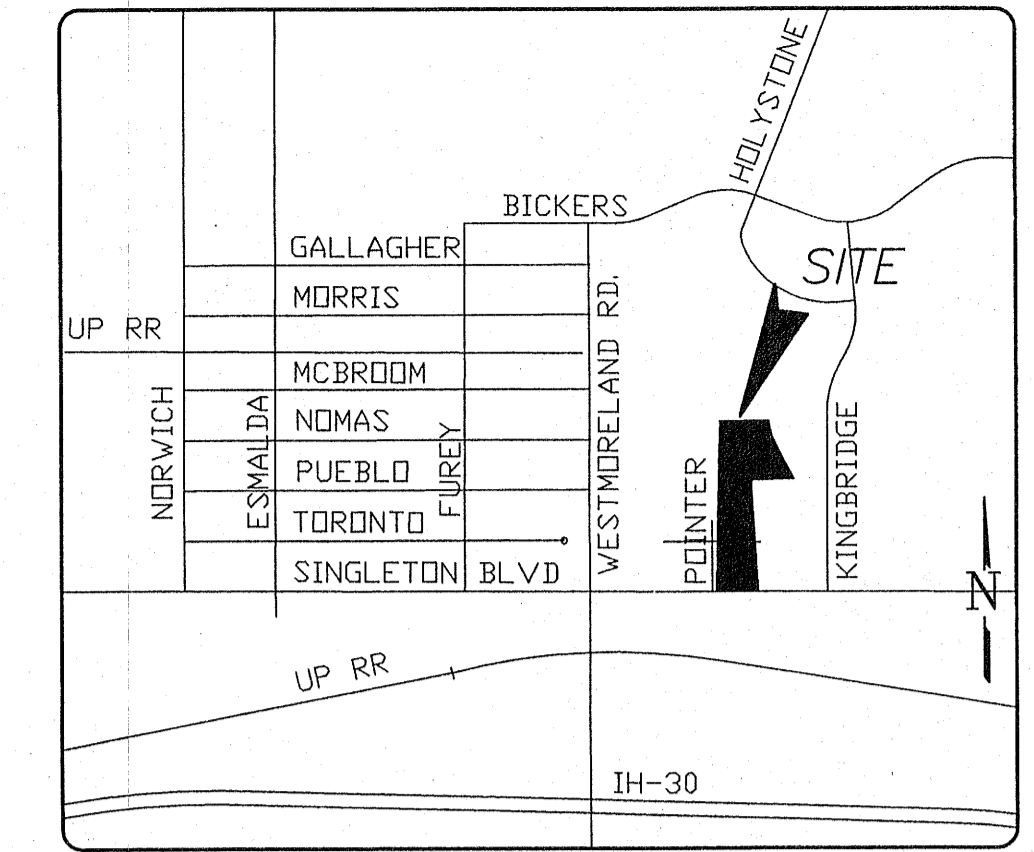 HOLYSTONE
BICKERS
GALLAGHER
SITE
MORRIS
UP RR
MCBROOM
NOMAS
PUEBLO
TORONTO
SINGLETON BLVD
NORWICH
ESMALDA
FUREY
WESTMORELAND RD.
POINTER
KINGBRIDGE
N
UP RR
IH-30